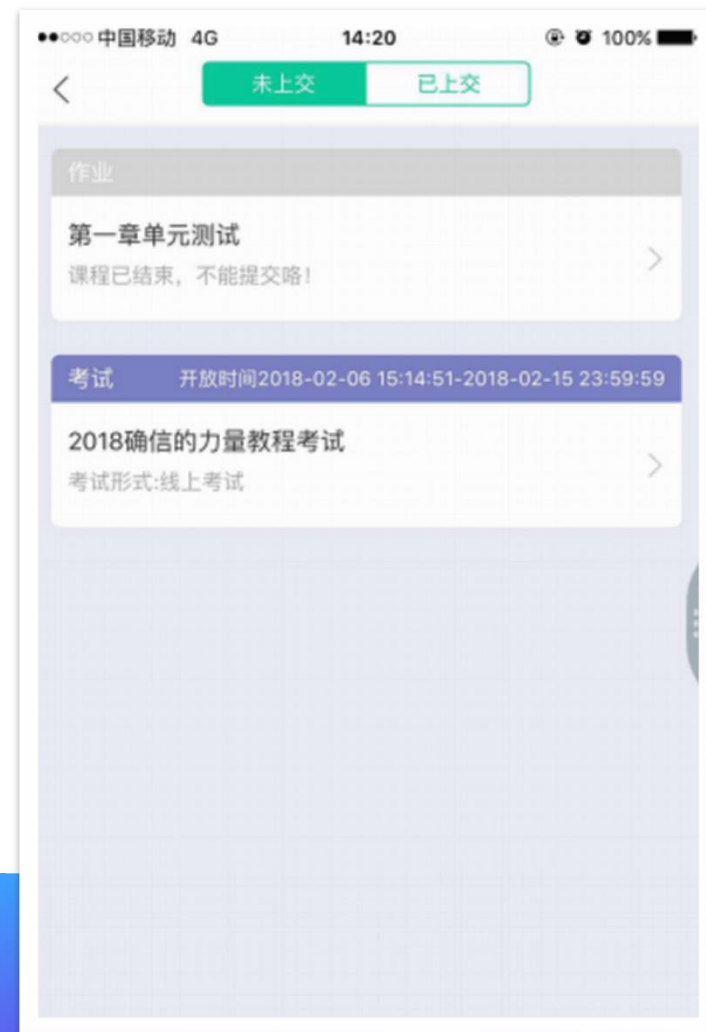 中国移动 4G 14:20 100%
未上交 已上交
作业
第一章单元测试
课程已结束，不能提交咯！
考试 开放时间2018-02-06 15:14:51-2018-02-15 23:59:59
2018确信的力量教程考试
考试形式:线上考试